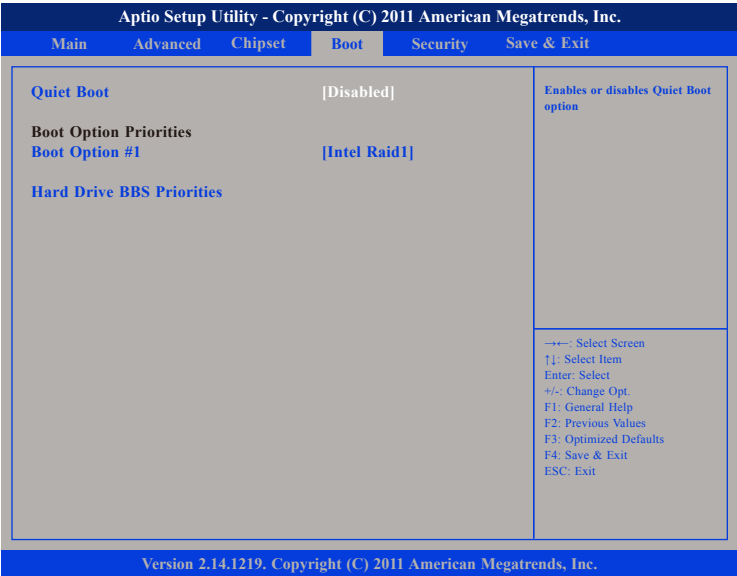 Aptio Setup Utility - Copyright (C) 2011 American Megatrends, Inc.
Main Advanced Chipset Boot Security Save & Exit
Quiet Boot [Disabled]
Boot Option Priorities
Boot Option #1 [Intel Raid1]
Hard Drive BBS Priorities
Enables or disables Quiet Boot
option
→←: Select Screen
↑↓: Select Item
Enter: Select
+/-: Change Opt.
F1: General Help
F2: Previous Values
F3: Optimized Defaults
F4: Save & Exit
ESC: Exit
Version 2.14.1219. Copyright (C) 2011 American Megatrends, Inc.